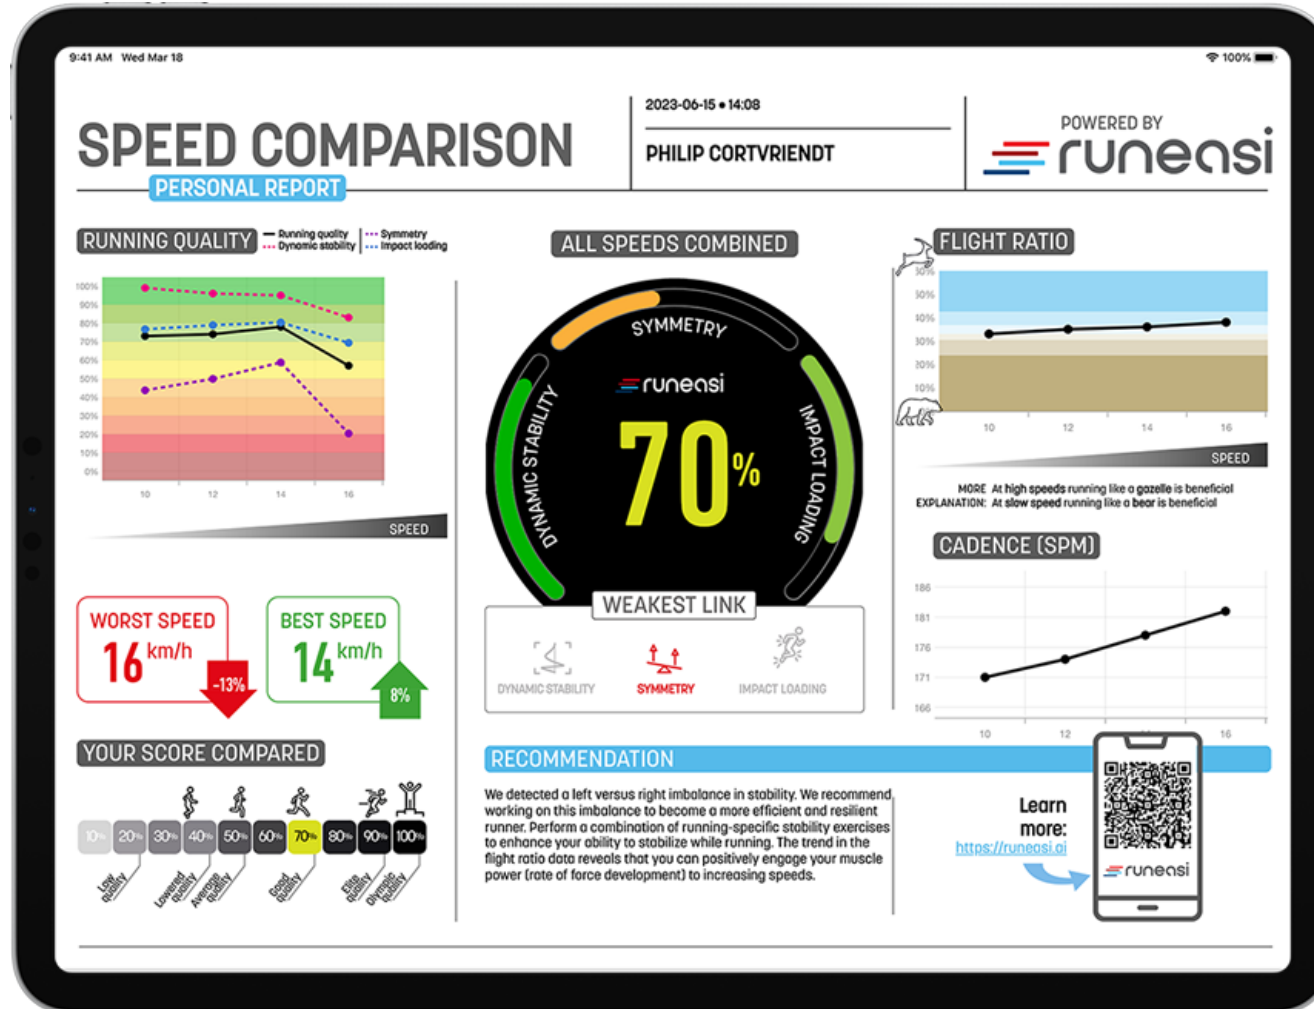 9:41 AM Wed Mar 18
100%
SPEED COMPARISON
PERSONAL REPORT
2023-06-15 • 14:08
PHILIP CORTVRIENDT
POWERED BY
runeasi
RUNNING QUALITY
Running quality
Dynamic stability
Symmetry
Impact loading
100%
90%
80%
70%
60%
50%
40%
30%
20%
10%
0%
10 12 14 16
SPEED
WORST SPEED
16 km/h
-13%
BEST SPEED
14 km/h
8%
YOUR SCORE COMPARED
10% 20% 30% 40% 50% 60% 70% 80% 90% 100%
Low quality
Lowered quality
Average quality
Good quality
Elite quality
Olympic quality
ALL SPEEDS COMBINED
SYMMETRY
DYNAMIC STABILITY
IMPACT LOADING
runeasi
70%
WEAKEST LINK
DYNAMIC STABILITY
SYMMETRY
IMPACT LOADING
FLIGHT RATIO
50%
40%
30%
20%
10%
10 12 14 16
SPEED
MORE EXPLANATION:
At high speeds running like a gazelle is beneficial
At slow speed running like a bear is beneficial
CADENCE (SPM)
186
181
176
171
166
10 12 16
RECOMMENDATION
We detected a left versus right imbalance in stability. We recommend
working on this imbalance to become a more efficient and resilient
runner. Perform a combination of running-specific stability exercises
to enhance your ability to stabilize while running. The trend in the
flight ratio data reveals that you can positively engage your muscle
power (rate of force development) to increasing speeds.
Learn
more:
https://runeasi.ai
runeasi